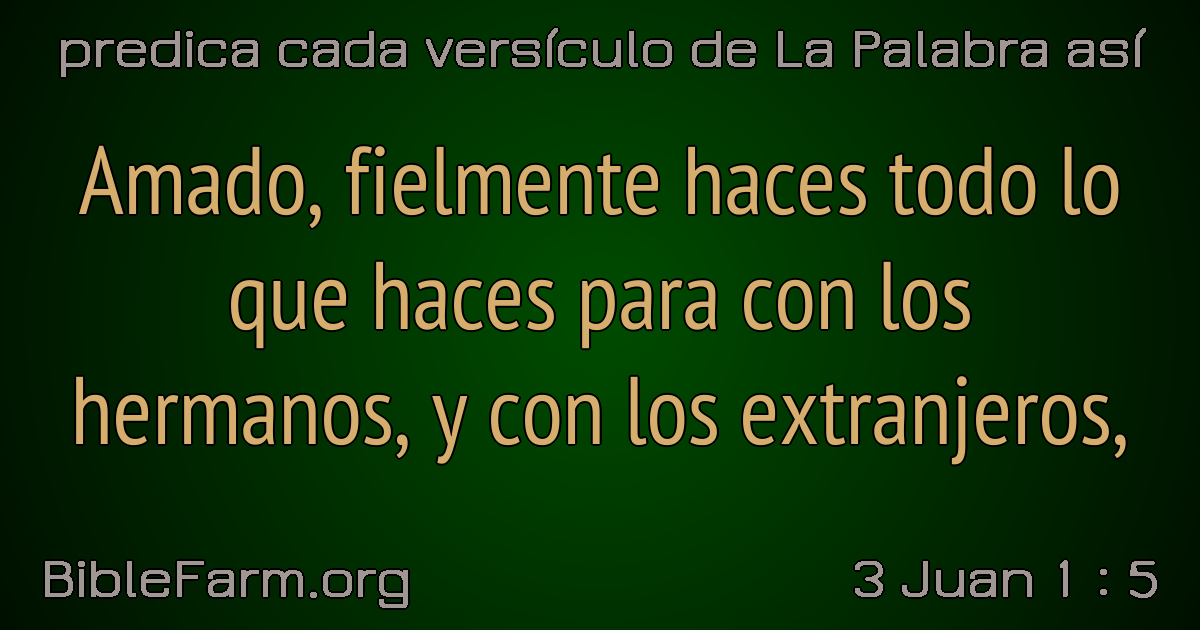 predica cada versículo de La Palabra así
Amado, fielmente haces todo lo
que haces para con los
hermanos, y con los extranjeros,
BibleFarm.org
3 Juan 1 : 5